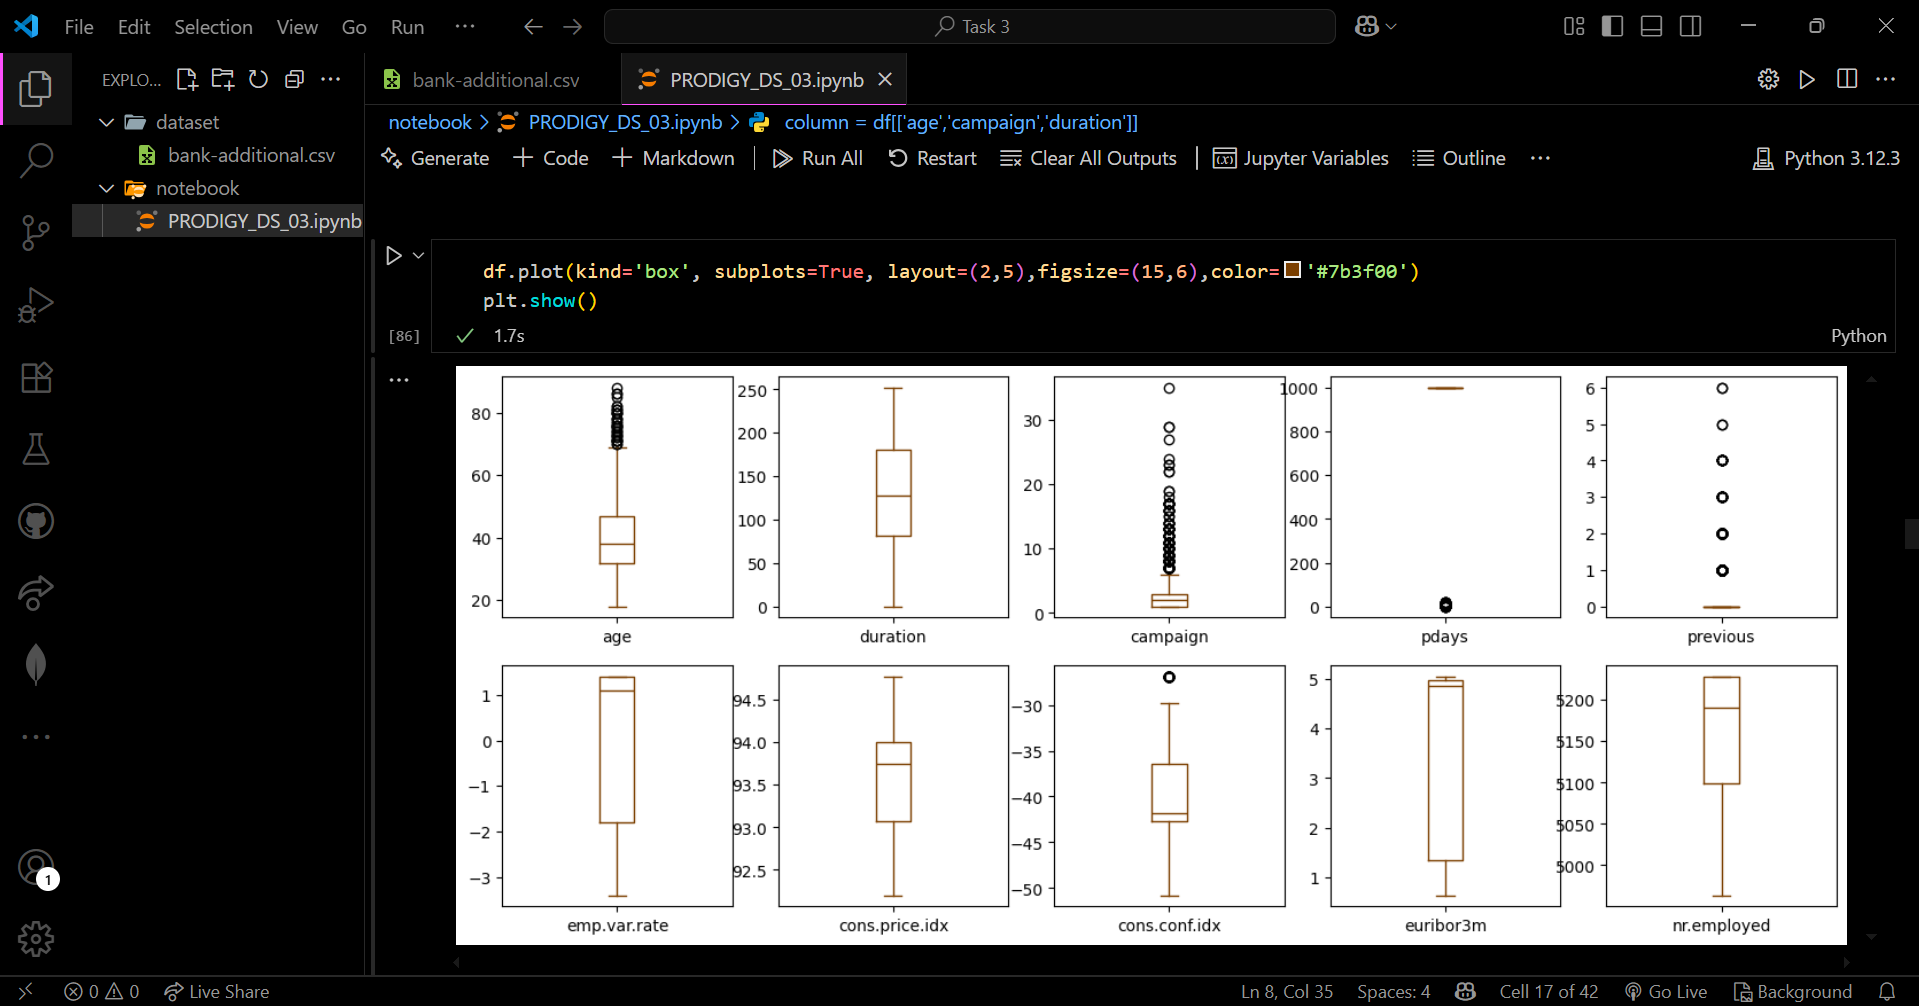 File Edit Selection View Go Run ··· Task 3
EXPLO...
bank-additional.csv
PRODIGY_DS_03.ipynb
dataset
bank-additional.csv
notebook
PRODIGY_DS_03.ipynb
notebook > PRODIGY_DS_03.ipynb > column = df[['age','campaign','duration']]
Generate + Code + Markdown | Run All Restart Clear All Outputs | Jupyter Variables Outline ··· Python 3.12.3
df.plot(kind='box', subplots=True, layout=(2,5),figsize=(15,6),color='#7b3f00')
plt.show()
[86] 1.7s Python
80
60
40
20
age
250
200
150
100
50
0
duration
30
20
10
0
campaign
1000
800
600
400
200
0
pdays
6
5
4
3
2
1
0
previous
1
0
−1
−2
−3
emp.var.rate
94.5
94.0
93.5
93.0
92.5
cons.price.idx
−30
−35
−40
−45
−50
cons.conf.idx
5
4
3
2
1
euribor3m
5200
5150
5100
5050
5000
nr.employed
1
0 0 Live Share Ln 8, Col 35 Spaces: 4 Cell 17 of 42 Go Live Background